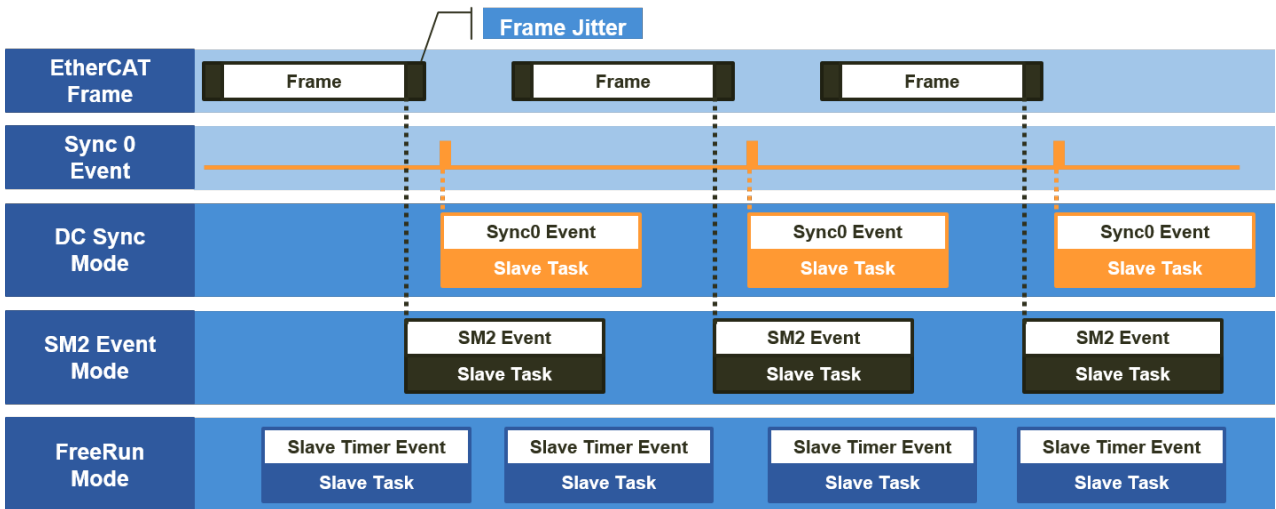 Frame Jitter
EtherCAT
Frame
Frame
Frame
Frame
Sync 0
Event
DC Sync
Mode
Sync0 Event
Slave Task
Sync0 Event
Slave Task
Sync0 Event
Slave Task
SM2 Event
Mode
SM2 Event
Slave Task
SM2 Event
Slave Task
SM2 Event
Slave Task
FreeRun
Mode
Slave Timer Event
Slave Task
Slave Timer Event
Slave Task
Slave Timer Event
Slave Task
Slave Timer Event
Slave Task